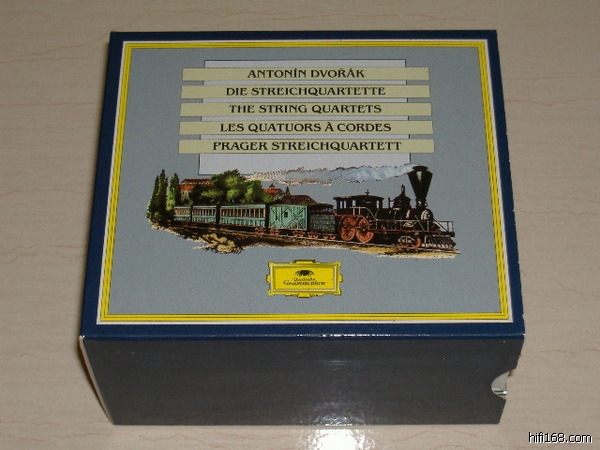 ANTONÍN DVOŘÁK
DIE STREICHQUARTETTE
THE STRING QUARTETS
LES QUATUORS À CORDES
PRAGER STREICHQUARTETT
Deutsche
Grammophon
hifi168.com